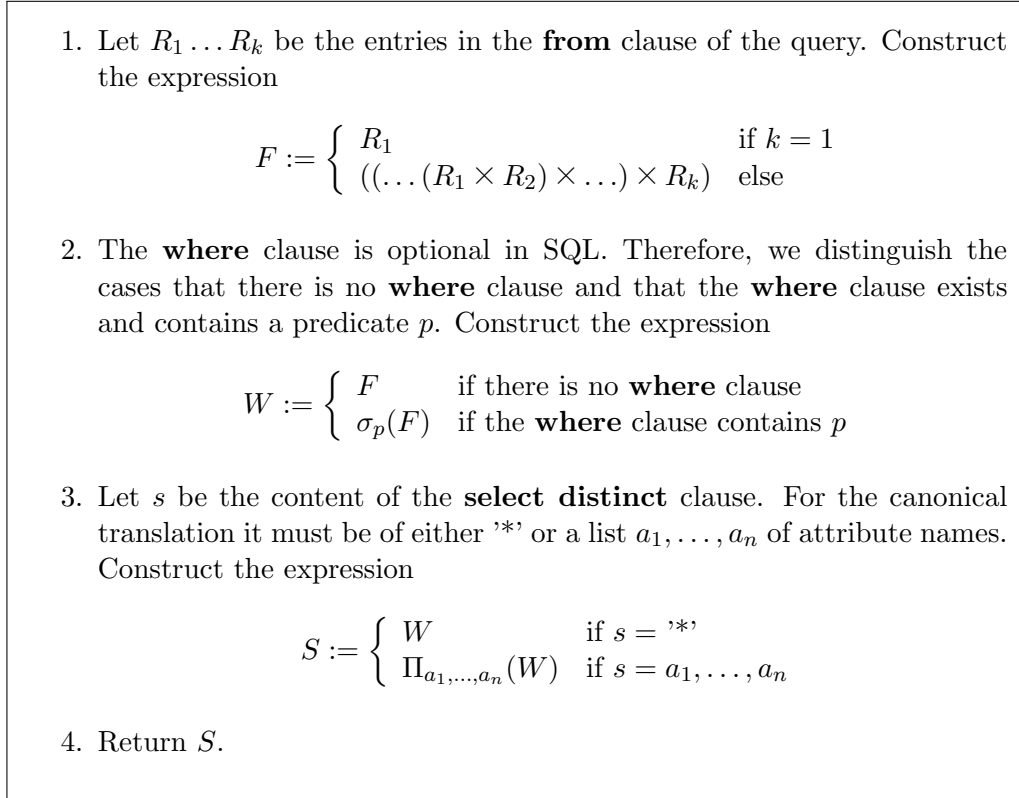 1. Let R₁ … Rₖ be the entries in the from clause of the query. Construct
the expression
F := { R₁ if k = 1
((… (R₁ × R₂) × …) × Rₖ) else
2. The where clause is optional in SQL. Therefore, we distinguish the
cases that there is no where clause and that the where clause exists
and contains a predicate p. Construct the expression
W := { F if there is no where clause
σₚ(F) if the where clause contains p
3. Let s be the content of the select distinct clause. For the canonical
translation it must be of either ’*’ or a list a₁, …, aₙ of attribute names.
Construct the expression
S := { W if s = ’*’
Π_{a₁,…,aₙ}(W) if s = a₁, …, aₙ
4. Return S.